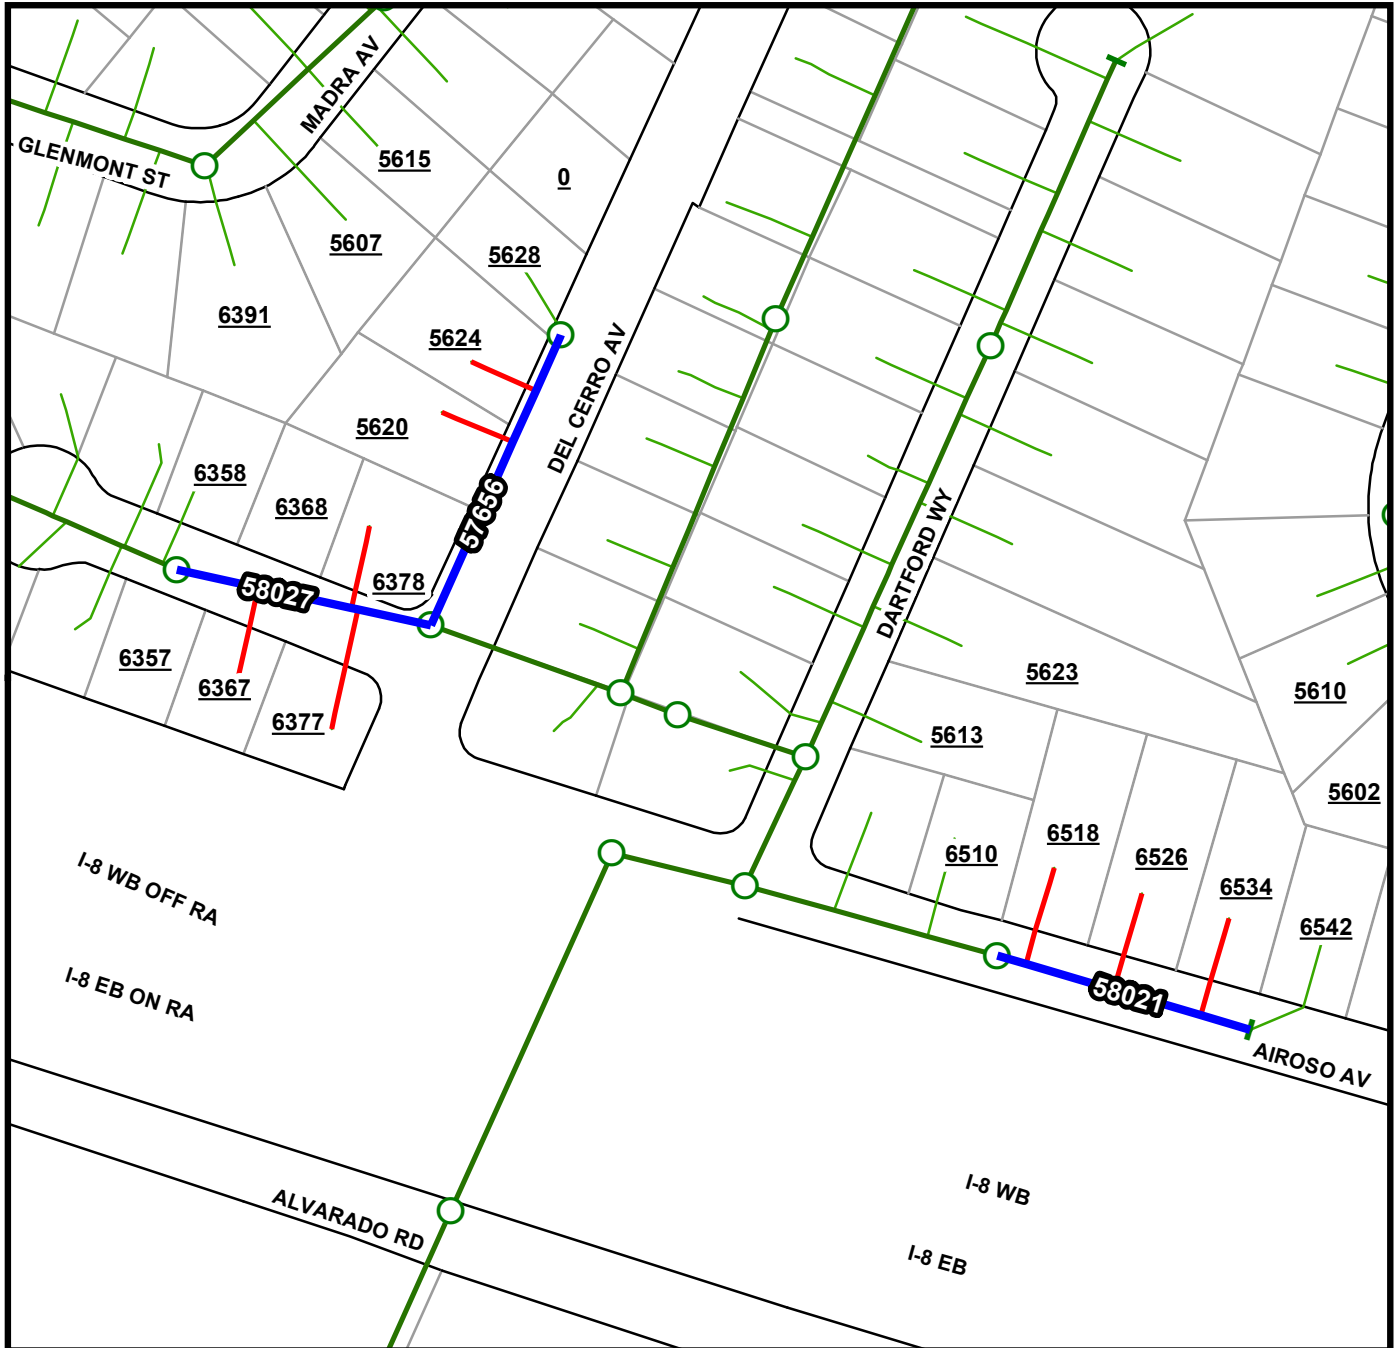 MADRA AV
GLENMONT ST
5615
0
5607
5628
6391
5624
DEL CERRO AV
5620
6358
6368
57656
DARTFORD WY
6378
58027
6357
6367
6377
5623
5610
5613
5602
6518
6510
6526
6534
6542
I-8 WB OFF RA
I-8 EB ON RA
58021
AIROSO AV
I-8 WB
ALVARADO RD
I-8 EB